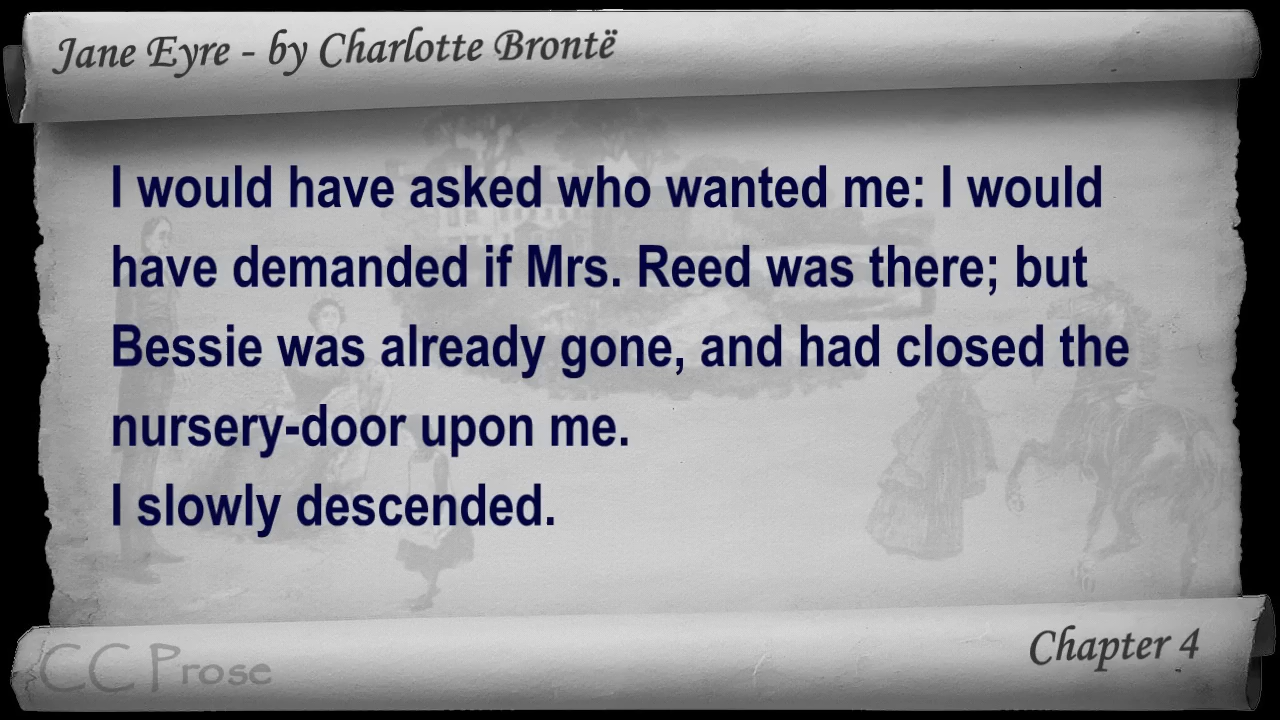 Jane Eyre - by Charlotte Brontë
I would have asked who wanted me: I would
have demanded if Mrs. Reed was there; but
Bessie was already gone, and had closed the
nursery-door upon me.
I slowly descended.
Chapter 4
CC Prose